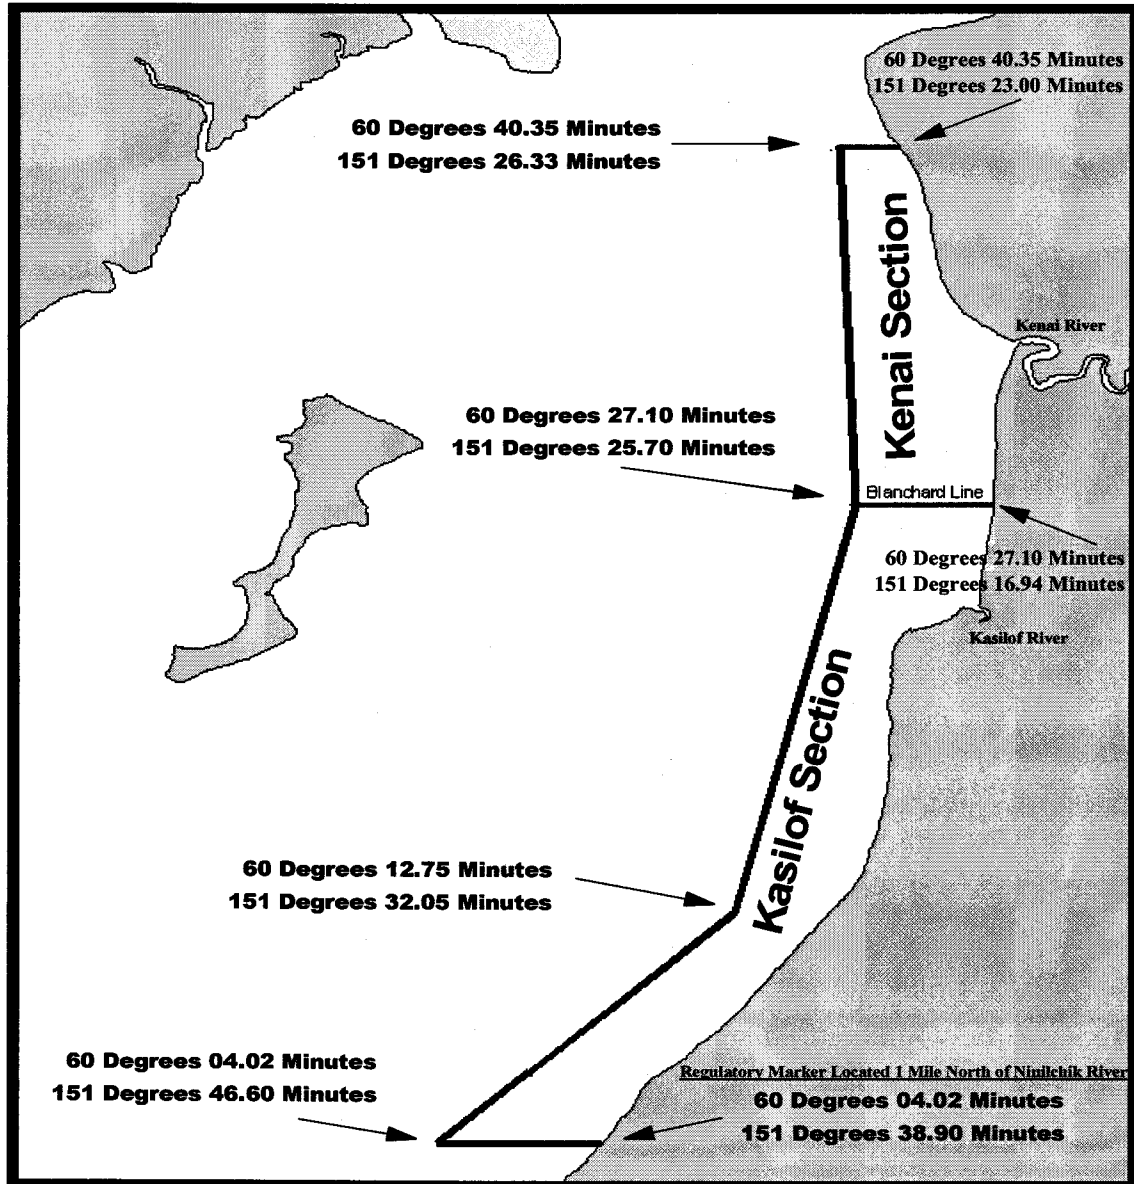 60 Degrees 40.35 Minutes
151 Degrees 23.00 Minutes
60 Degrees 40.35 Minutes
151 Degrees 26.33 Minutes
Kenai Section
Kenai River
60 Degrees 27.10 Minutes
151 Degrees 25.70 Minutes
Blanchard Line
60 Degrees 27.10 Minutes
151 Degrees 16.94 Minutes
Kasilof River
Kasilof Section
60 Degrees 12.75 Minutes
151 Degrees 32.05 Minutes
60 Degrees 04.02 Minutes
151 Degrees 46.60 Minutes
Regulatory Marker Located 1 Mile North of Ninilchik River
60 Degrees 04.02 Minutes
151 Degrees 38.90 Minutes